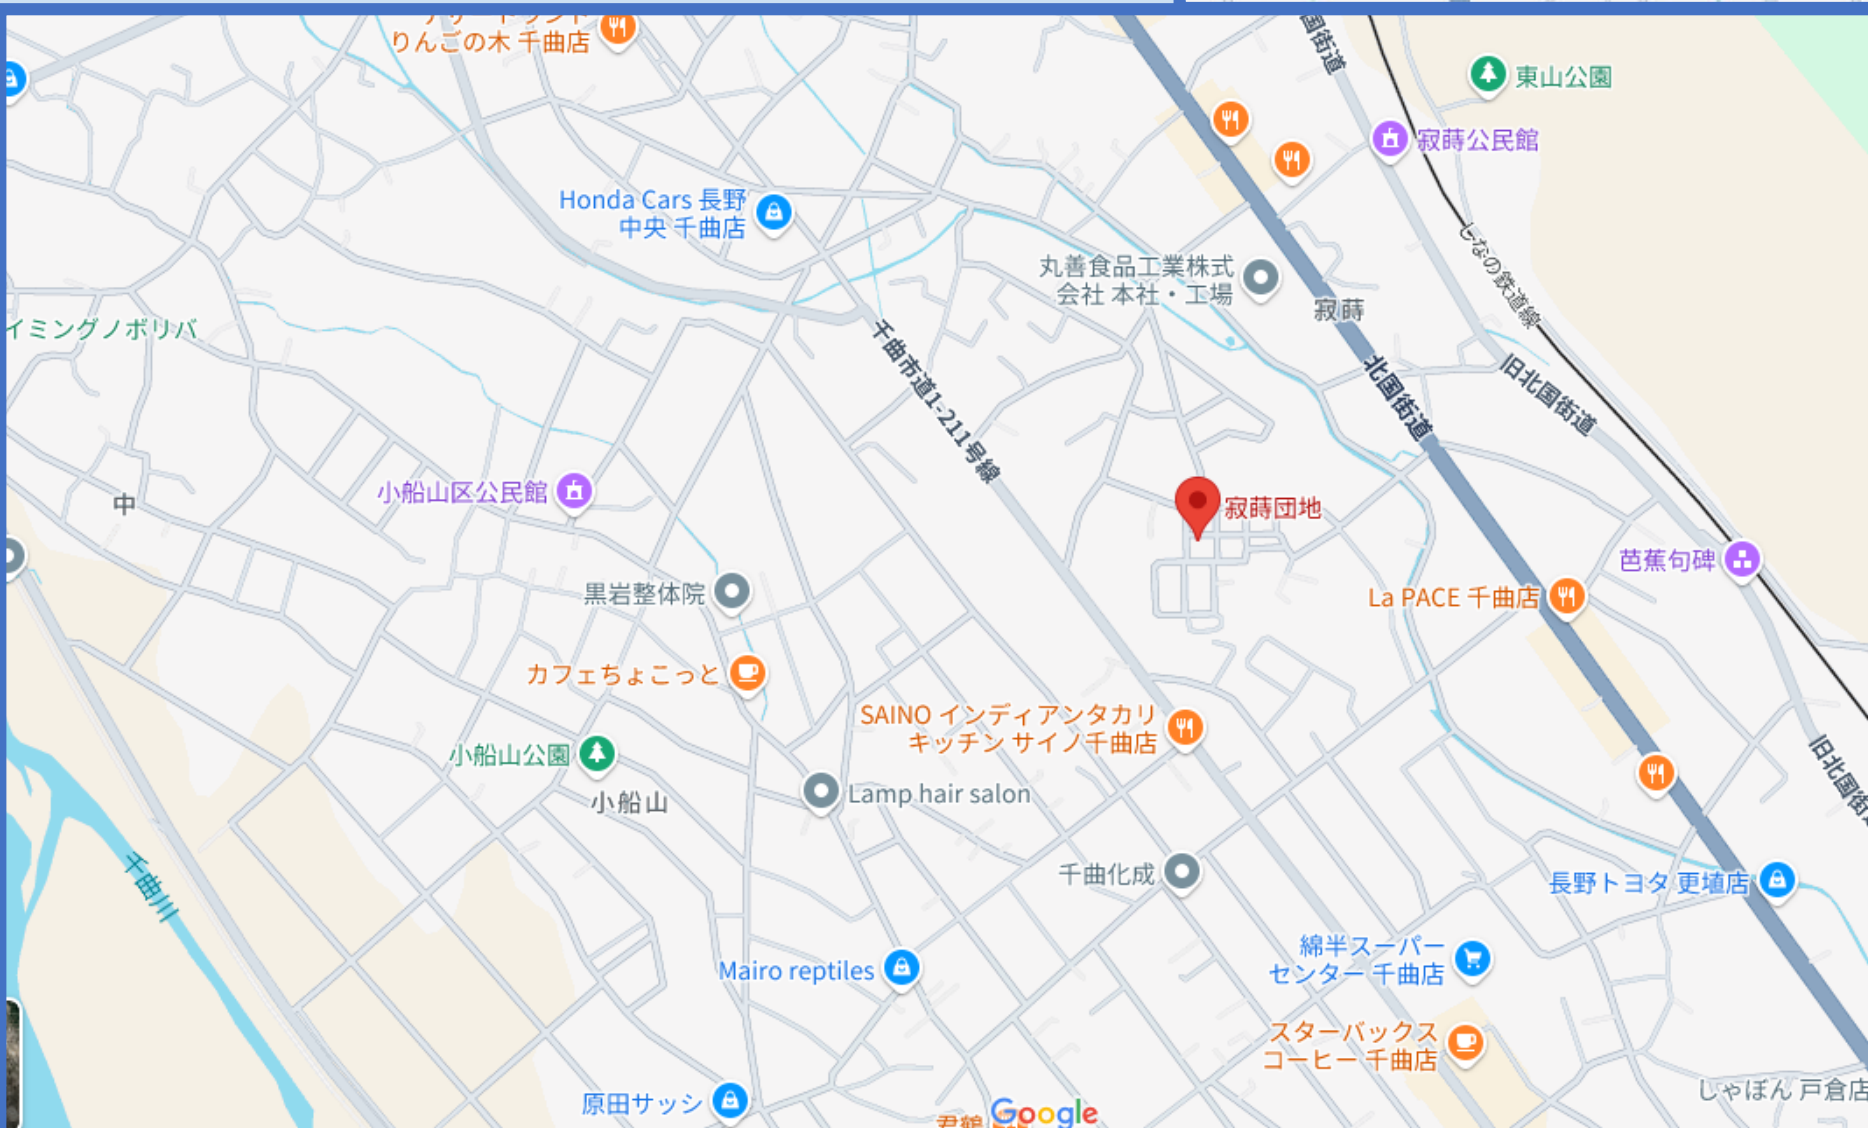 りんごの木 千曲店
国街道
東山公園
寂蒔公民館
Honda Cars 長野
中央 千曲店
しなの鉄道線
丸善食品工業株式
会社 本社・工場
寂蒔
イミングノボリバ
千曲市道1-211号線
北国街道
旧北国街道
小船山区公民館
中
寂蒔団地
芭蕉句碑
黒岩整体院
La PACE 千曲店
カフェちょこっと
SAINO インディアンタカリ
キッチン サイノ千曲店
小船山公園
小船山
Lamp hair salon
旧北国街
千曲川
千曲化成
長野トヨタ 更埴店
綿半スーパー
センター 千曲店
Mairo reptiles
スターバックス
コーヒー 千曲店
しゃぼん 戸倉店
原田サッシ
君鶴
Google